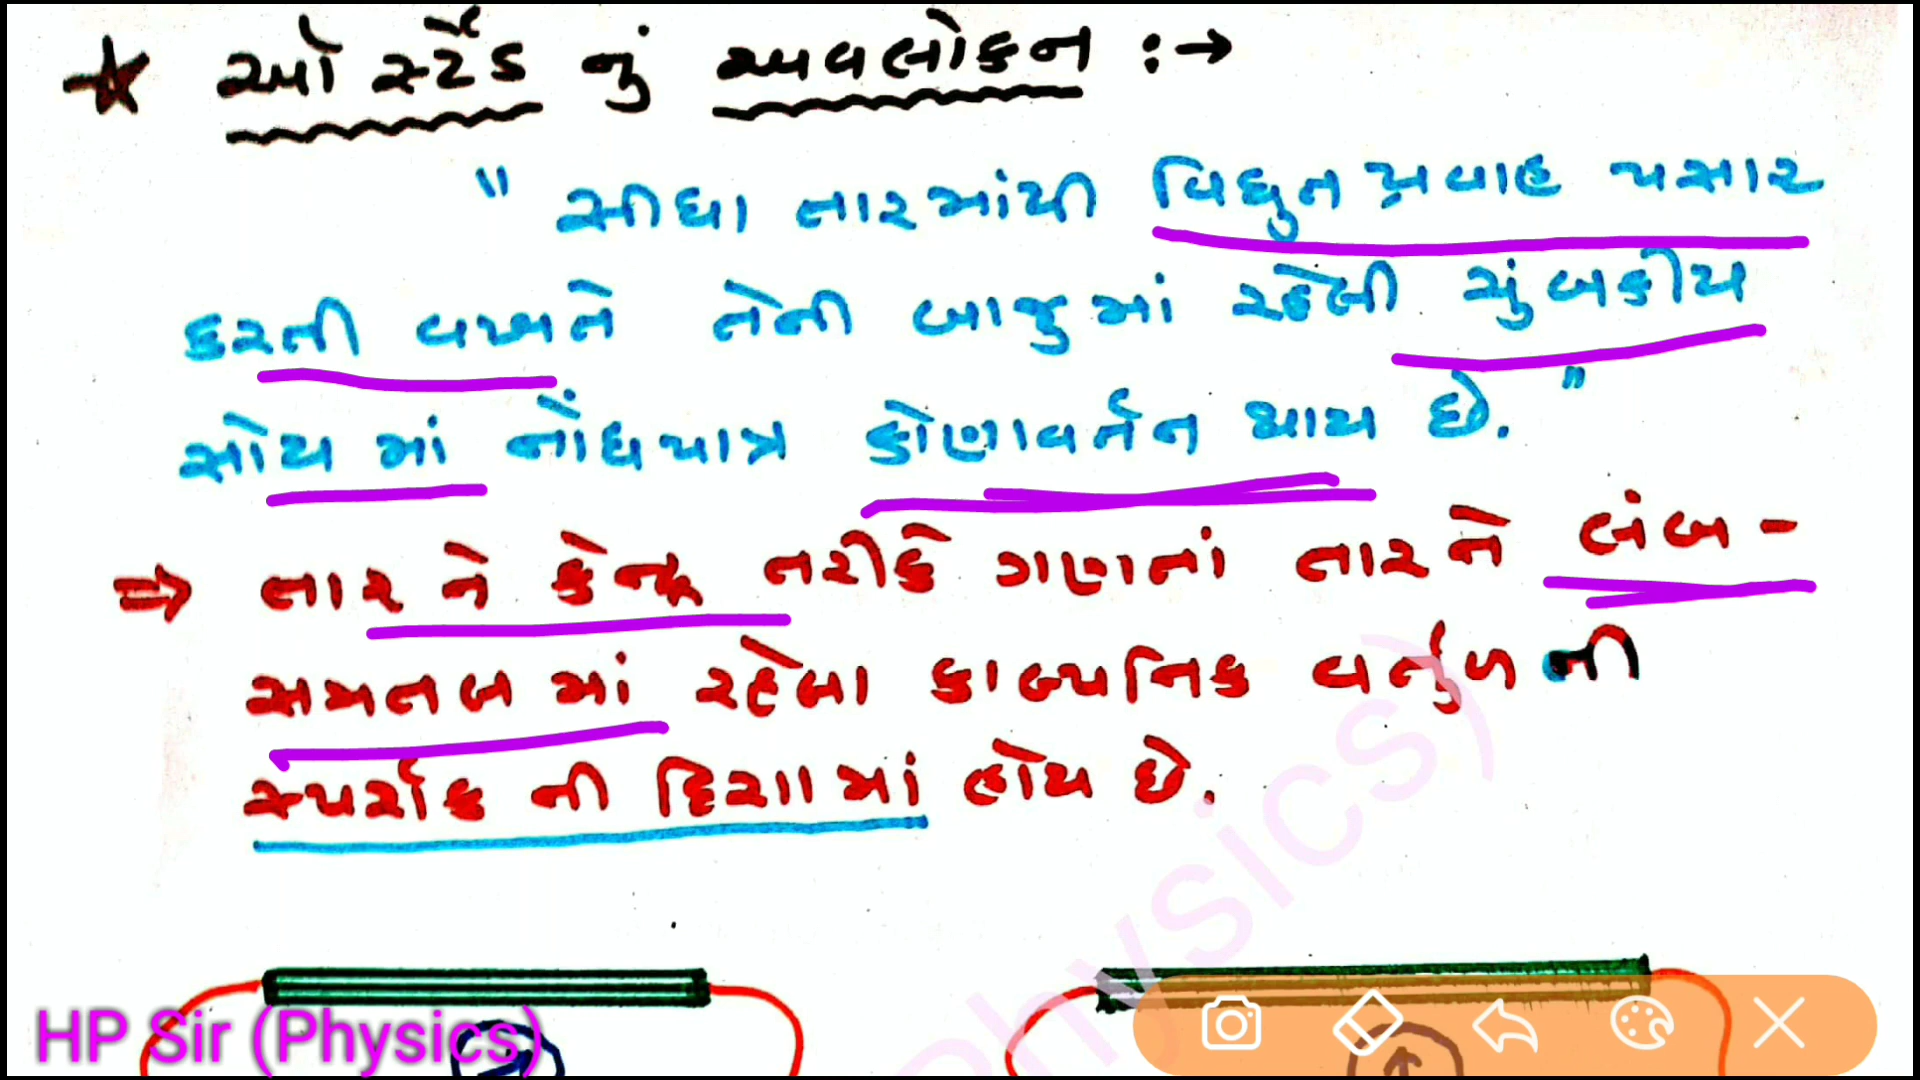 ઓર્સ્ટેડ નું અવલોકન :→
" સીધા તારમાંથી વિદ્યુતપ્રવાહ પસાર
કરતી વખતે તેની બાજુમાં રહેલી ચુંબકીય
સોય માં નોંધપાત્ર કોણાવર્તન થાય છે. "
⇒ તાર ને કેન્દ્ર તરીકે ગણતાં તારને લંબ -
સમતલ માં રહેલા કાલ્પનિક વર્તુળ ની
સ્પર્શક ની દિશામાં હોય છે.
HP Sir (Physics)
Physics)